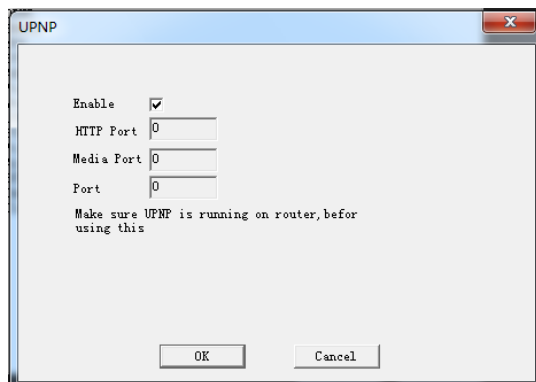 UPNP
Enable
HTTP Port 0
Media Port 0
Port 0
Make sure UPNP is running on router,befor
using this
OK Cancel